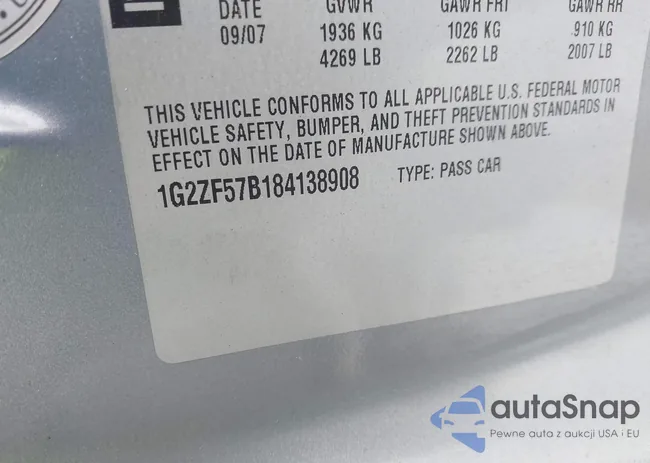 DATE GVWR GAWR FRT GAWR RR
09/07 1936 KG 1026 KG 910 KG
4269 LB 2262 LB 2007 LB
THIS VEHICLE CONFORMS TO ALL APPLICABLE U.S. FEDERAL MOTOR
VEHICLE SAFETY, BUMPER, AND THEFT PREVENTION STANDARDS IN
EFFECT ON THE DATE OF MANUFACTURE SHOWN ABOVE.
1G2ZF57B184138908 TYPE: PASS CAR
autaSnap
Pewne auta z aukcji USA i EU